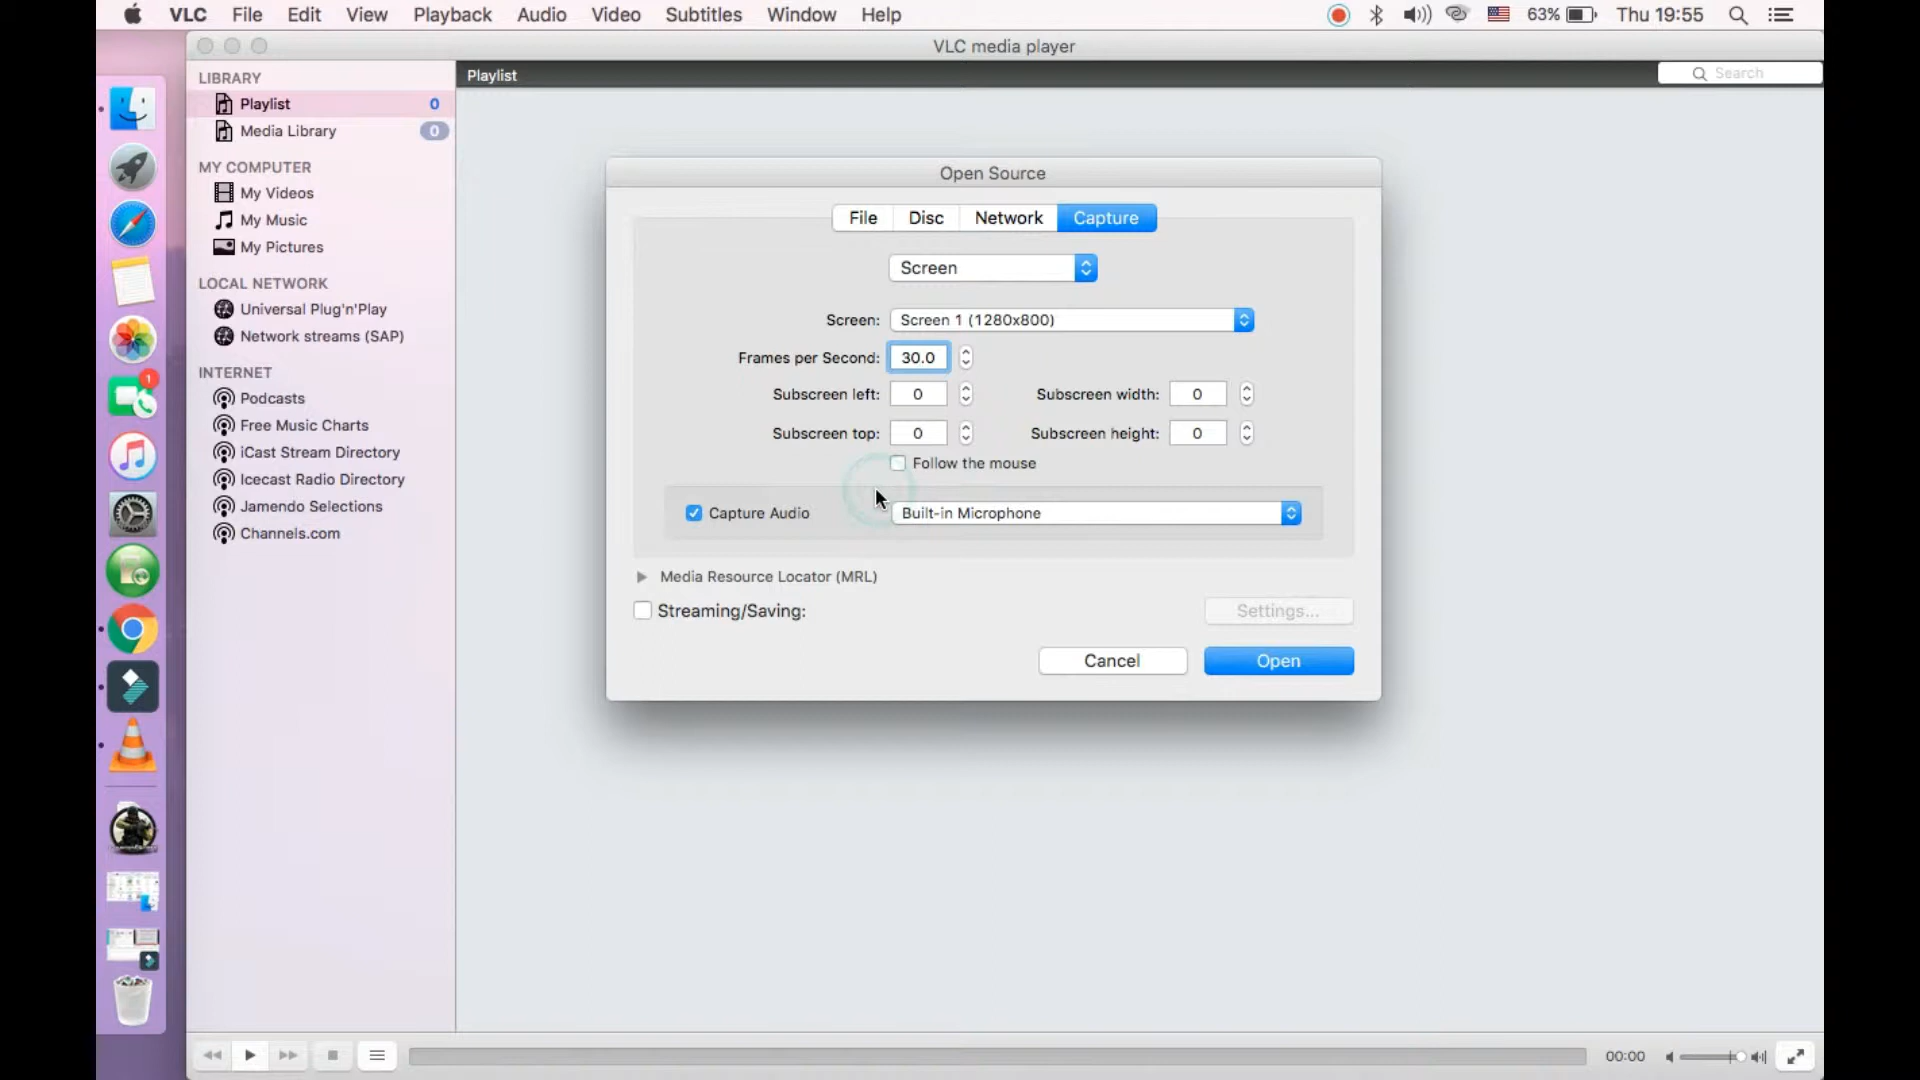 VLC File Edit View Playback Audio Video Subtitles Window Help 63% Thu 19:55
VLC media player
LIBRARY
Playlist 0
Media Library 0
MY COMPUTER
My Videos
My Music
My Pictures
LOCAL NETWORK
Universal Plug'n'Play
Network streams (SAP)
INTERNET
Podcasts
Free Music Charts
iCast Stream Directory
Icecast Radio Directory
Jamendo Selections
Channels.com
1
Playlist Search
Open Source
File Disc Network Capture
Screen
Screen: Screen 1 (1280x800)
Frames per Second: 30.0
Subscreen left: 0 Subscreen width: 0
Subscreen top: 0 Subscreen height: 0
Follow the mouse
Capture Audio Built-in Microphone
Media Resource Locator (MRL)
Streaming/Saving: Settings...
Cancel Open
00:00